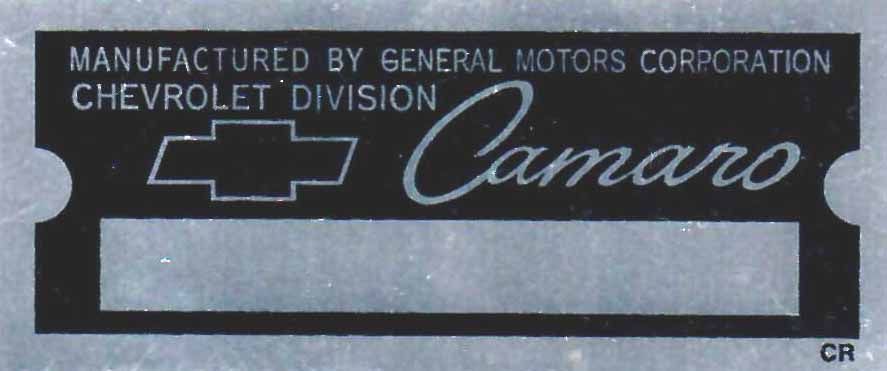 MANUFACTURED BY GENERAL MOTORS CORPORATION
CHEVROLET DIVISION
Camaro
CR